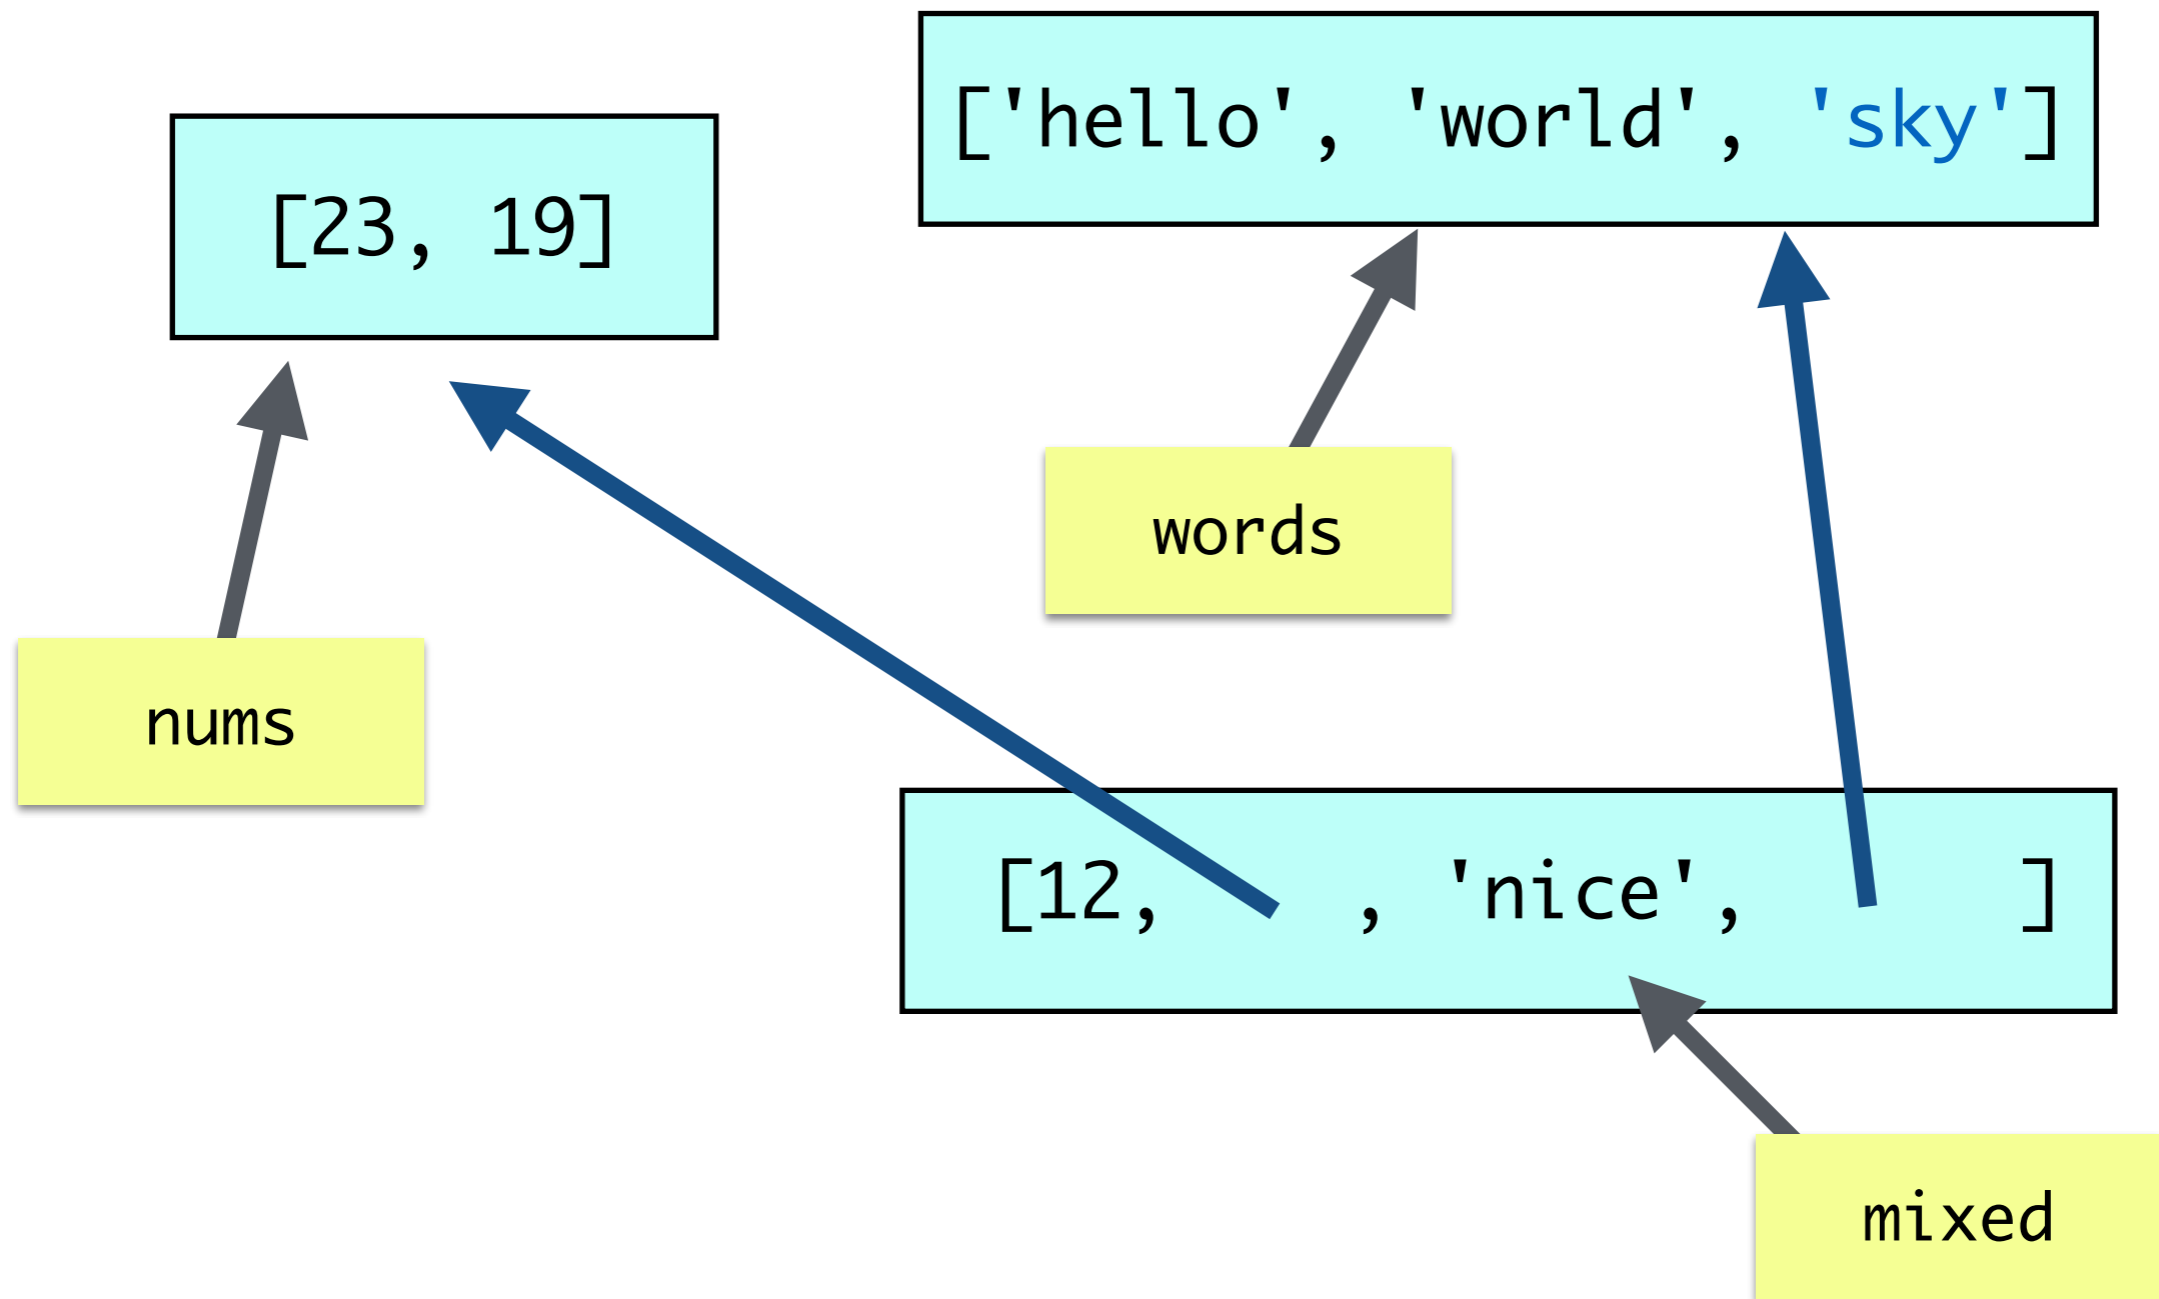 ['hello', 'world', 'sky']
[23, 19]
words
nums
[12, , 'nice', ]
mixed